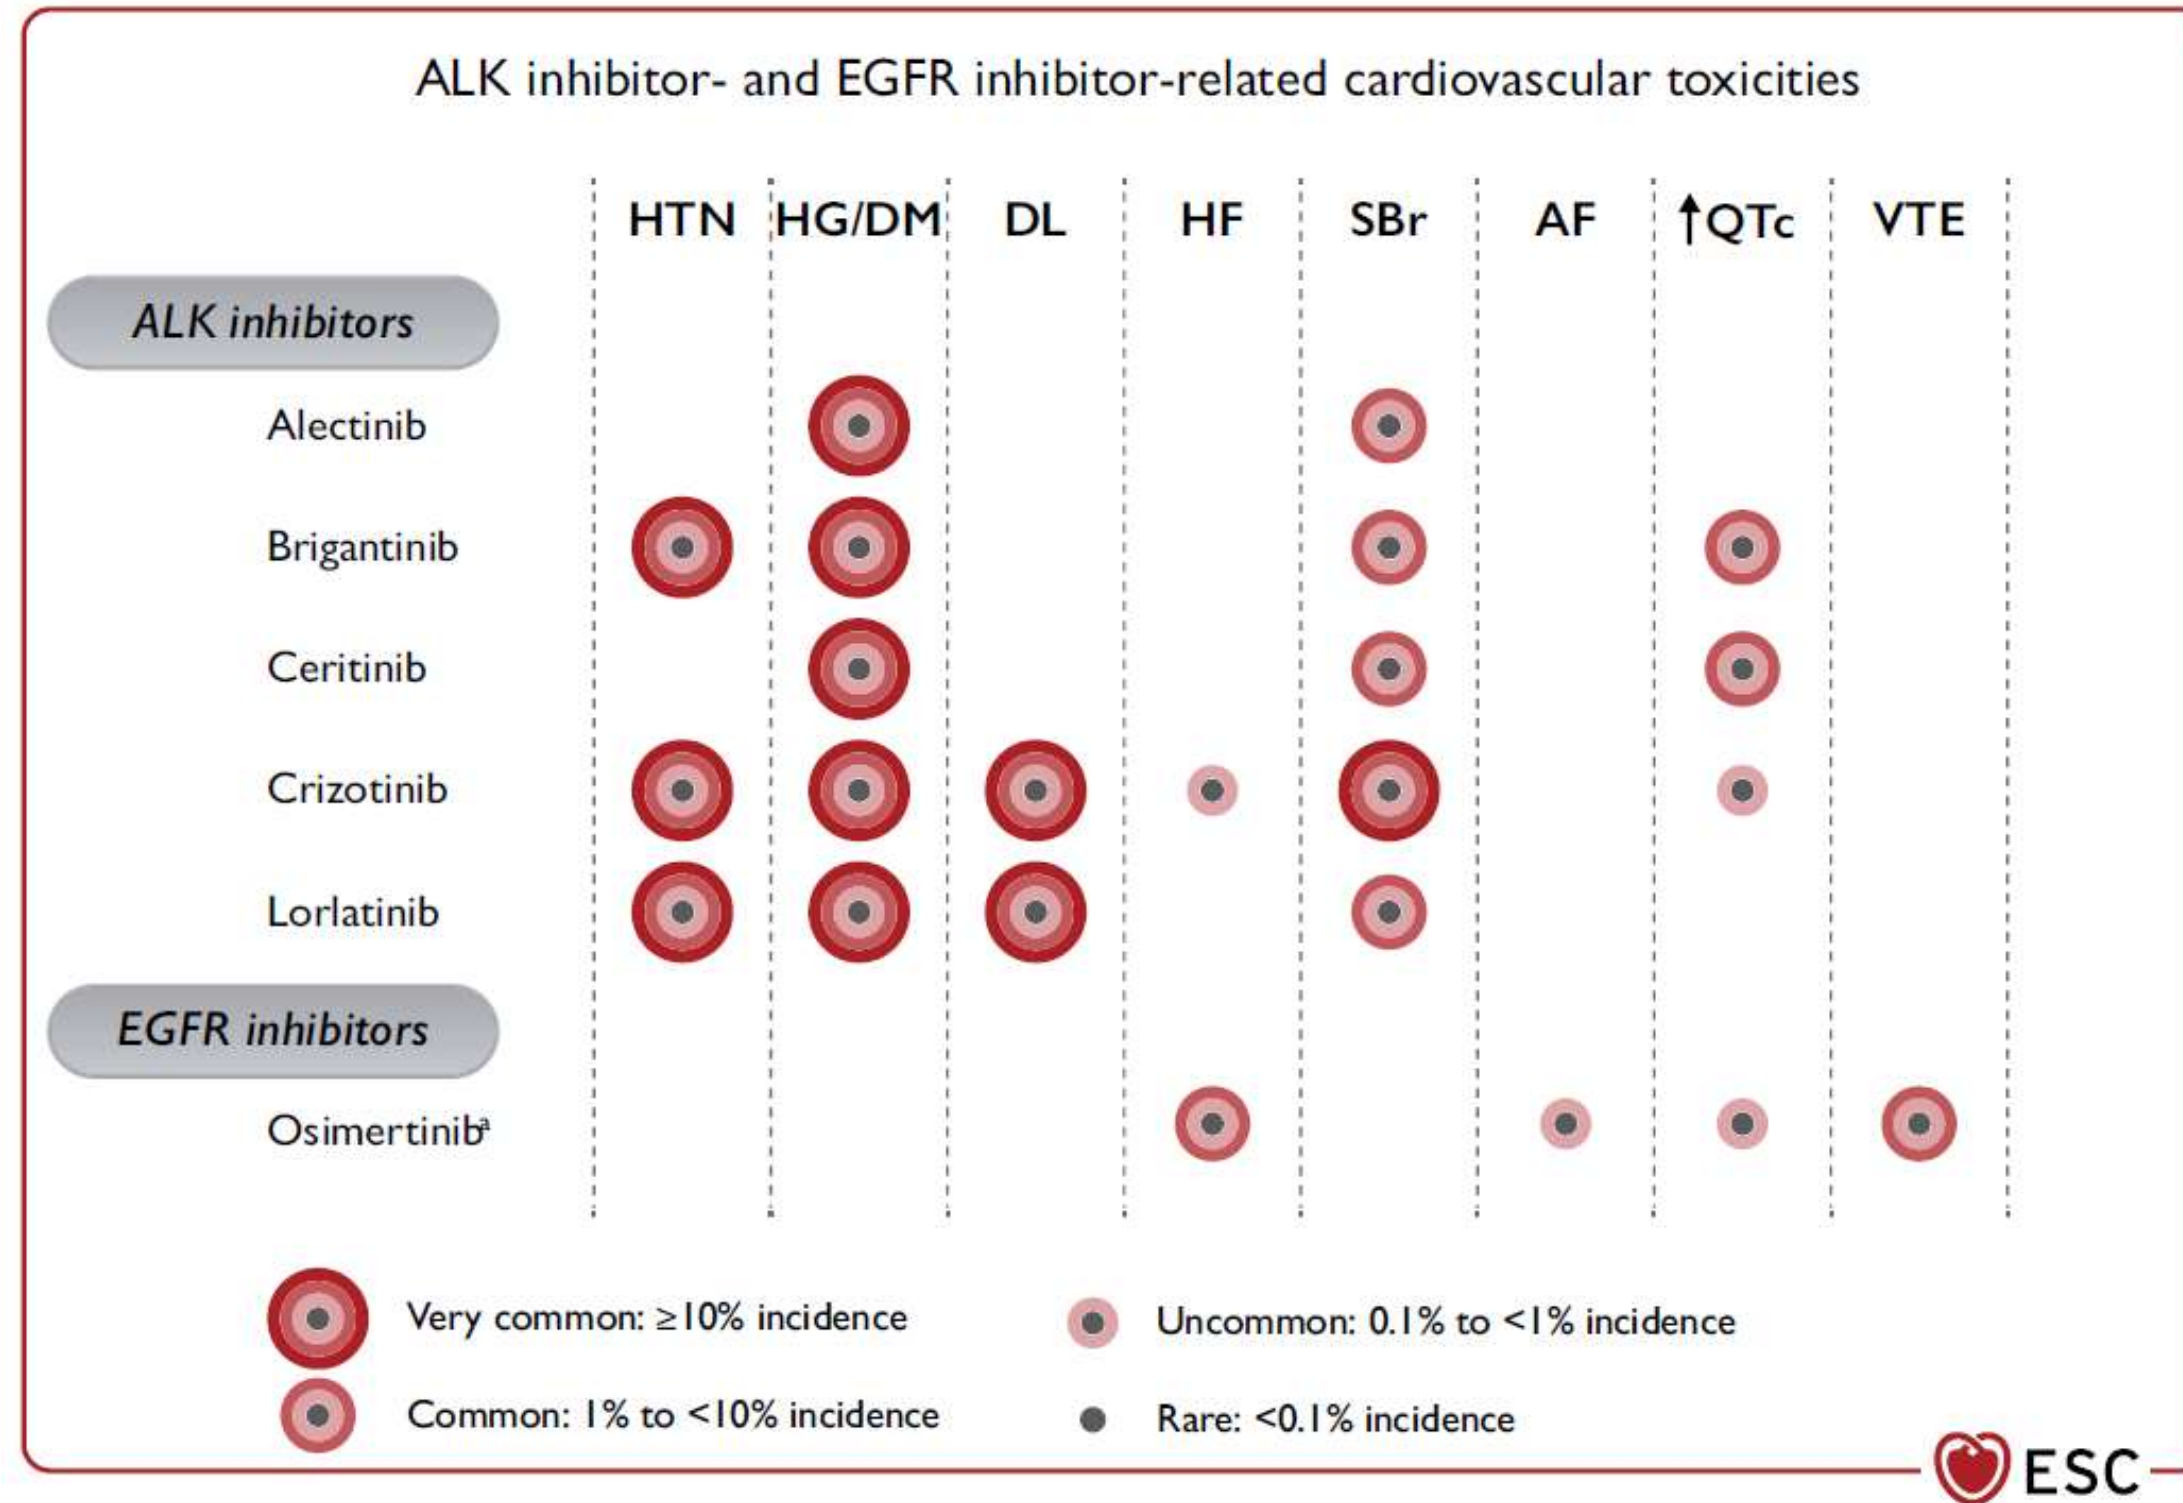 ALK inhibitor- and EGFR inhibitor-related cardiovascular toxicities
HTN HG/DM DL HF SBr AF ↑QTc VTE
ALK inhibitors
Alectinib
Brigantinib
Ceritinib
Crizotinib
Lorlatinib
EGFR inhibitors
Osimertinibª
Very common: ≥10% incidence
Uncommon: 0.1% to <1% incidence
Common: 1% to <10% incidence
Rare: <0.1% incidence
ESC